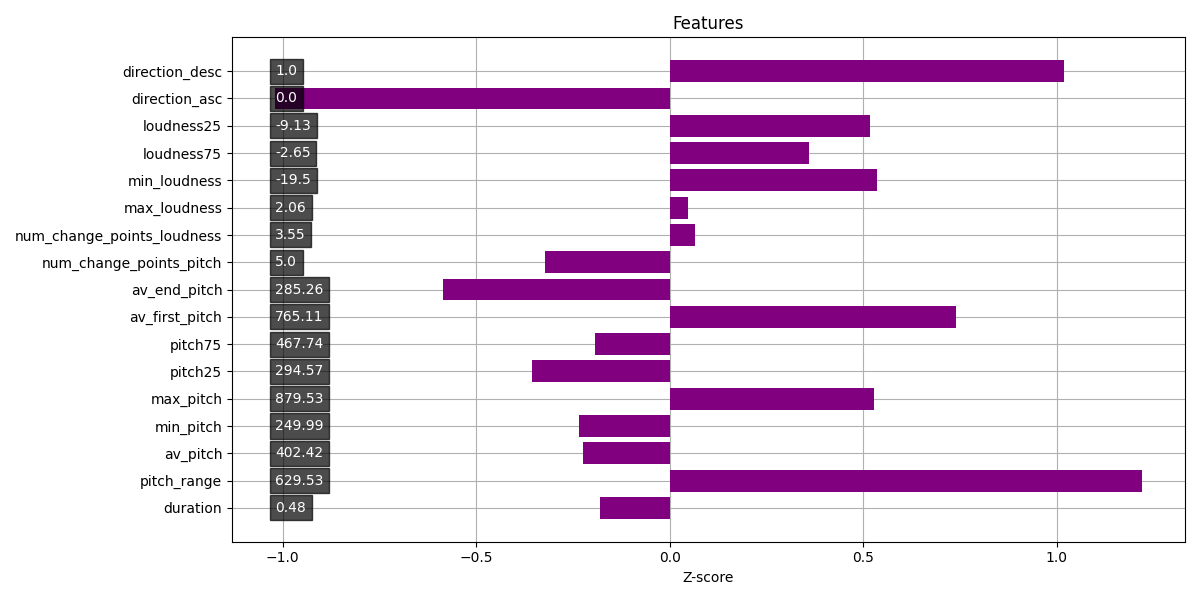 Features
direction_desc 1.0
direction_asc 0.0
loudness25 -9.13
loudness75 -2.65
min_loudness -19.5
max_loudness 2.06
num_change_points_loudness 3.55
num_change_points_pitch 5.0
av_end_pitch 285.26
av_first_pitch 765.11
pitch75 467.74
pitch25 294.57
max_pitch 879.53
min_pitch 249.99
av_pitch 402.42
pitch_range 629.53
duration 0.48
−1.0 −0.5 0.0 0.5 1.0
Z-score